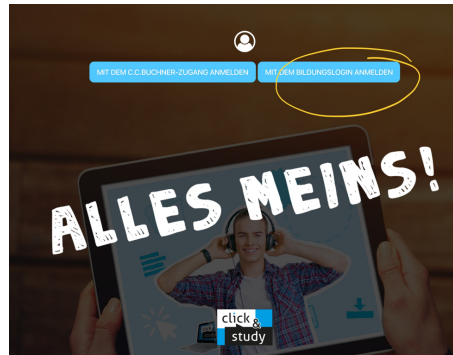 MIT DEM C.C.BUCHNER-ZUGANG ANMELDEN
MIT DEM BILDUNGSLOGIN ANMELDEN
ALLES MEINS!
click
&
study